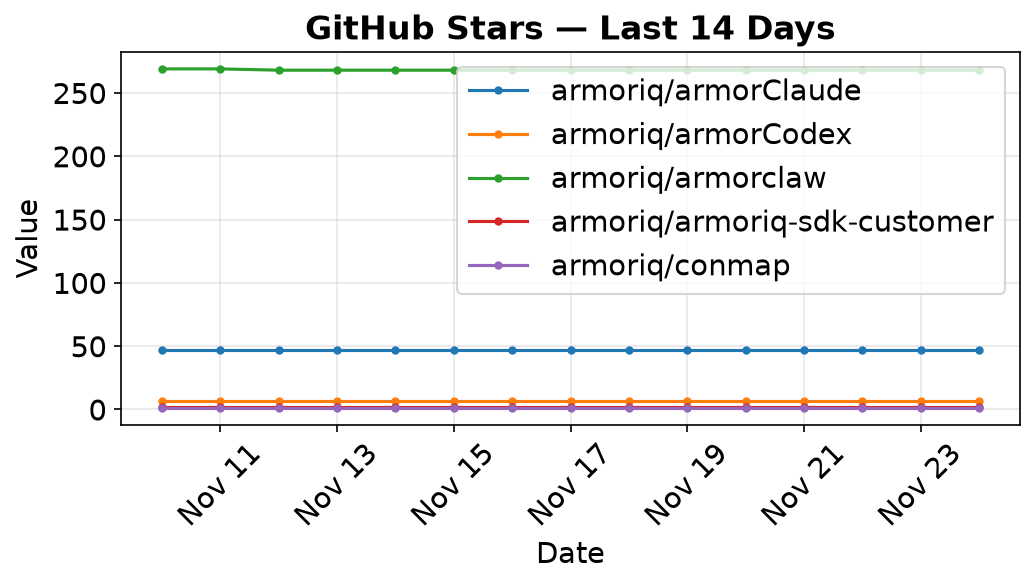 GitHub Stars — Last 14 Days
Value
250
200
150
100
50
0
armoriq/armorClaude
armoriq/armorCodex
armoriq/armorclaw
armoriq/armoriq-sdk-customer
armoriq/conmap
Nov 11
Nov 13
Nov 15
Nov 17
Nov 19
Nov 21
Nov 23
Date